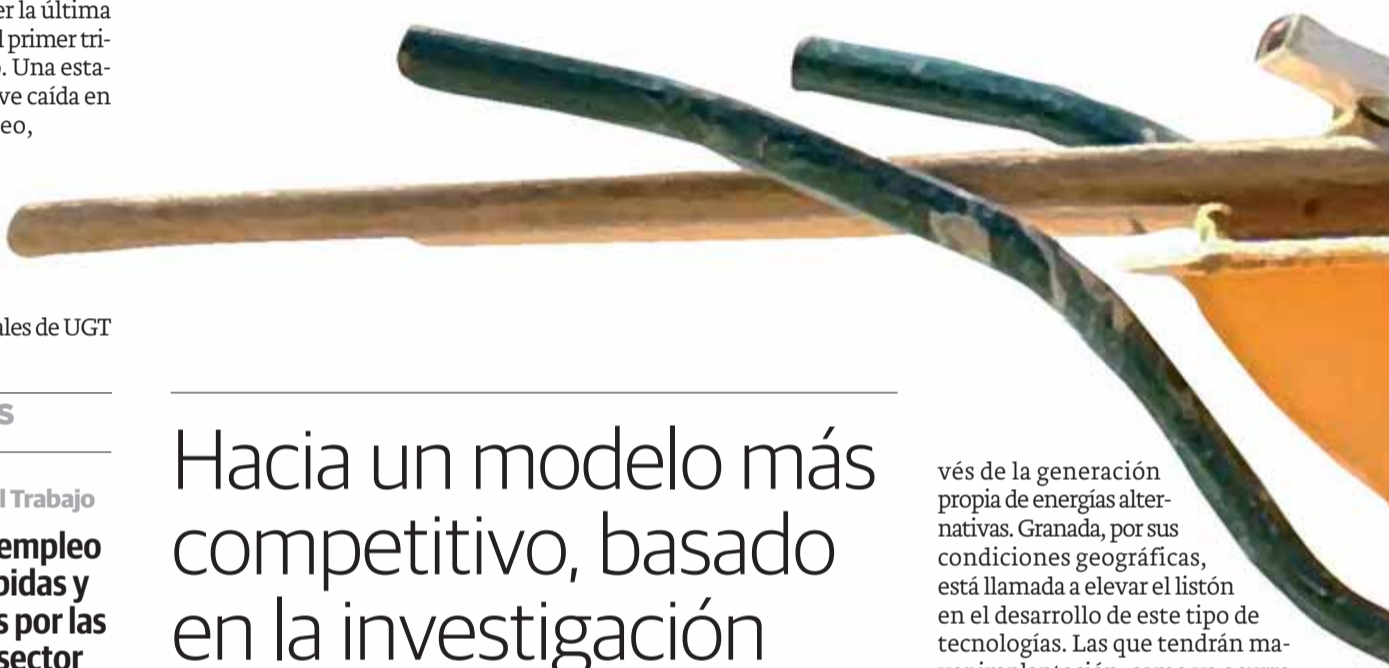 er la última
l primer tri-
o. Una esta-
ve caída en
eo,
ales de UGT
s
l Trabajo
empleo
bidas y
s por las
sector
Hacia un modelo más
competitivo, basado
en la investigación
vés de la generación
propia de energías alter-
nativas. Granada, por sus
condiciones geográficas,
está llamada a elevar el listón
en el desarrollo de este tipo de
tecnologías. Las que tendrán ma-